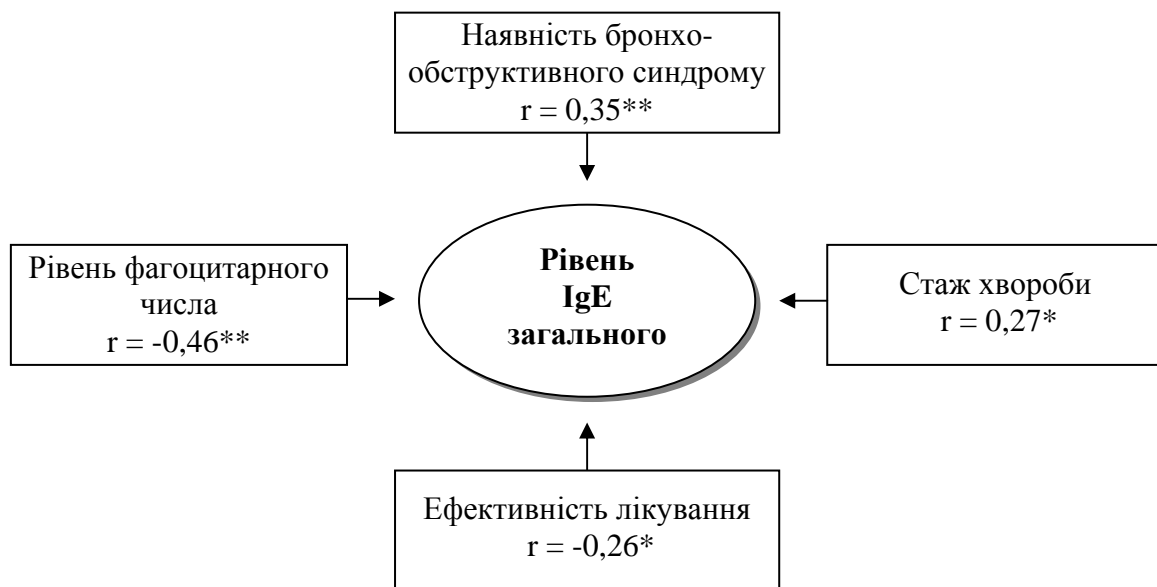 Наявність бронхо-
обструктивного синдрому
r = 0,35**
Рівень фагоцитарного
числа
r = -0,46**
Рівень
IgE
загального
Стаж хвороби
r = 0,27*
Ефективність лікування
r = -0,26*